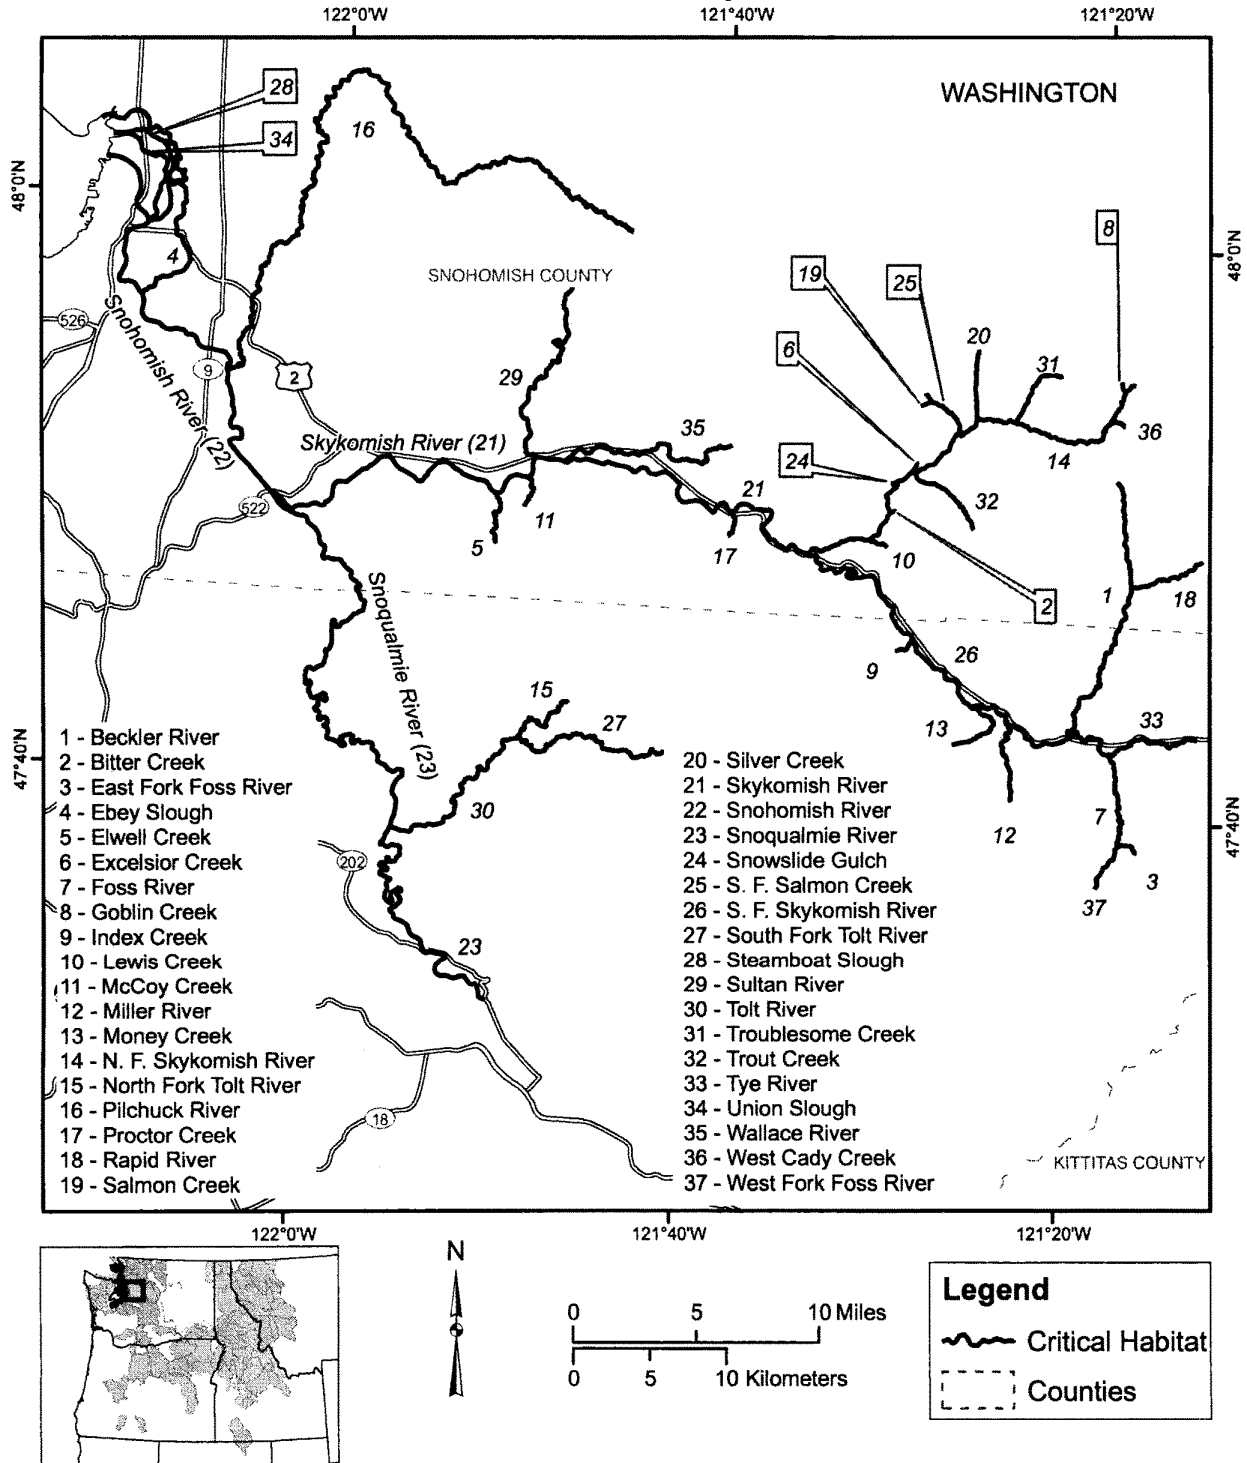 122°0'W 121°40'W 121°20'W
WASHINGTON
28
34
16
48°0'N
48°0'N
8
4
SNOHOMISH COUNTY
19
25
526
Snohomish River (22)
9
2
6
20
31
29
36
Skykomish River (21)
35
24
14
522
21
32
11
5
17
10
2
1
18
Snoqualmie River (23)
26
9
15
27
13
33
47°40'N
47°40'N
30
12
7
3
37
202
23
18
1 - Beckler River
2 - Bitter Creek
3 - East Fork Foss River
4 - Ebey Slough
5 - Elwell Creek
6 - Excelsior Creek
7 - Foss River
8 - Goblin Creek
9 - Index Creek
10 - Lewis Creek
11 - McCoy Creek
12 - Miller River
13 - Money Creek
14 - N. F. Skykomish River
15 - North Fork Tolt River
16 - Pilchuck River
17 - Proctor Creek
18 - Rapid River
19 - Salmon Creek
20 - Silver Creek
21 - Skykomish River
22 - Snohomish River
23 - Snoqualmie River
24 - Snowslide Gulch
25 - S. F. Salmon Creek
26 - S. F. Skykomish River
27 - South Fork Tolt River
28 - Steamboat Slough
29 - Sultan River
30 - Tolt River
31 - Troublesome Creek
32 - Trout Creek
33 - Tye River
34 - Union Slough
35 - Wallace River
36 - West Cady Creek
37 - West Fork Foss River
KITTITAS COUNTY
122°0'W 121°40'W 121°20'W
N
0 5 10 Miles
0 5 10 Kilometers
Legend
Critical Habitat
Counties